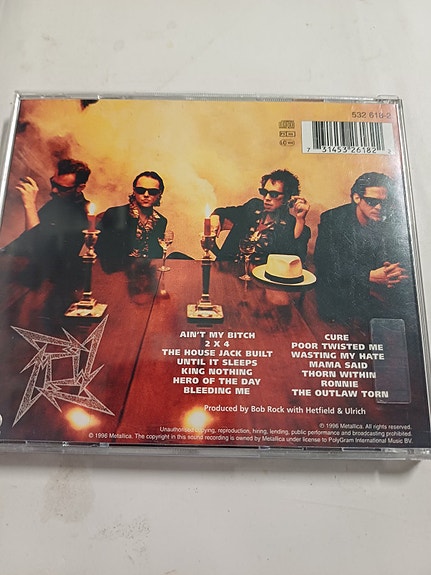 532 618-2
7 31453 26182 2
AIN'T MY BITCH
2 X 4
THE HOUSE JACK BUILT
UNTIL IT SLEEPS
KING NOTHING
HERO OF THE DAY
BLEEDING ME
CURE
POOR TWISTED ME
WASTING MY HATE
MAMA SAID
THORN WITHIN
RONNIE
THE OUTLAW TORN
Produced by Bob Rock with Hetfield & Ulrich
℗ 1996 Metallica. All rights reserved.
Unauthorised copying, reproduction, hiring, lending, public performance and broadcasting prohibited.
© 1996 Metallica. The copyright in this sound recording is owned by Metallica under license to PolyGram International Music BV.